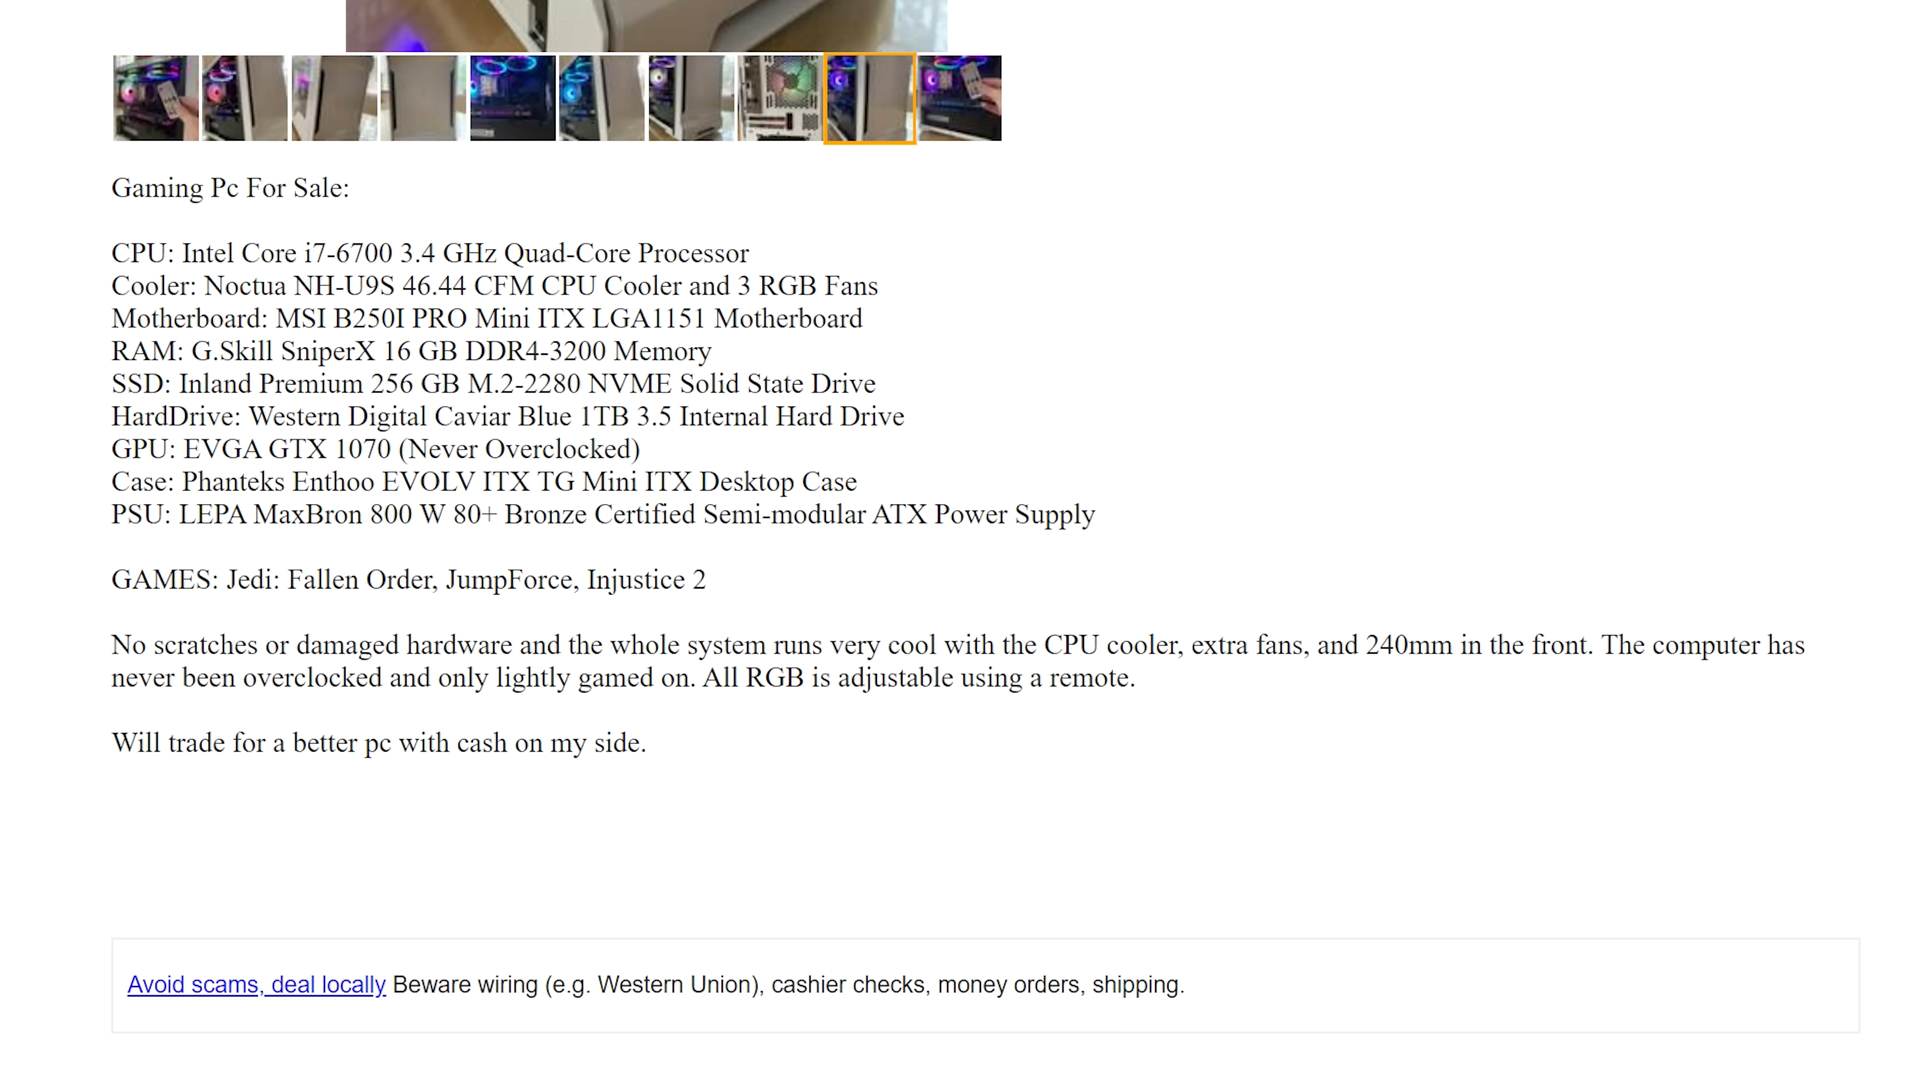 Gaming Pc For Sale:
CPU: Intel Core i7-6700 3.4 GHz Quad-Core Processor
Cooler: Noctua NH-U9S 46.44 CFM CPU Cooler and 3 RGB Fans
Motherboard: MSI B250I PRO Mini ITX LGA1151 Motherboard
RAM: G.Skill SniperX 16 GB DDR4-3200 Memory
SSD: Inland Premium 256 GB M.2-2280 NVME Solid State Drive
HardDrive: Western Digital Caviar Blue 1TB 3.5 Internal Hard Drive
GPU: EVGA GTX 1070 (Never Overclocked)
Case: Phanteks Enthoo EVOLV ITX TG Mini ITX Desktop Case
PSU: LEPA MaxBron 800 W 80+ Bronze Certified Semi-modular ATX Power Supply
GAMES: Jedi: Fallen Order, JumpForce, Injustice 2
No scratches or damaged hardware and the whole system runs very cool with the CPU cooler, extra fans, and 240mm in the front. The computer has
never been overclocked and only lightly gamed on. All RGB is adjustable using a remote.
Will trade for a better pc with cash on my side.
Avoid scams, deal locally Beware wiring (e.g. Western Union), cashier checks, money orders, shipping.